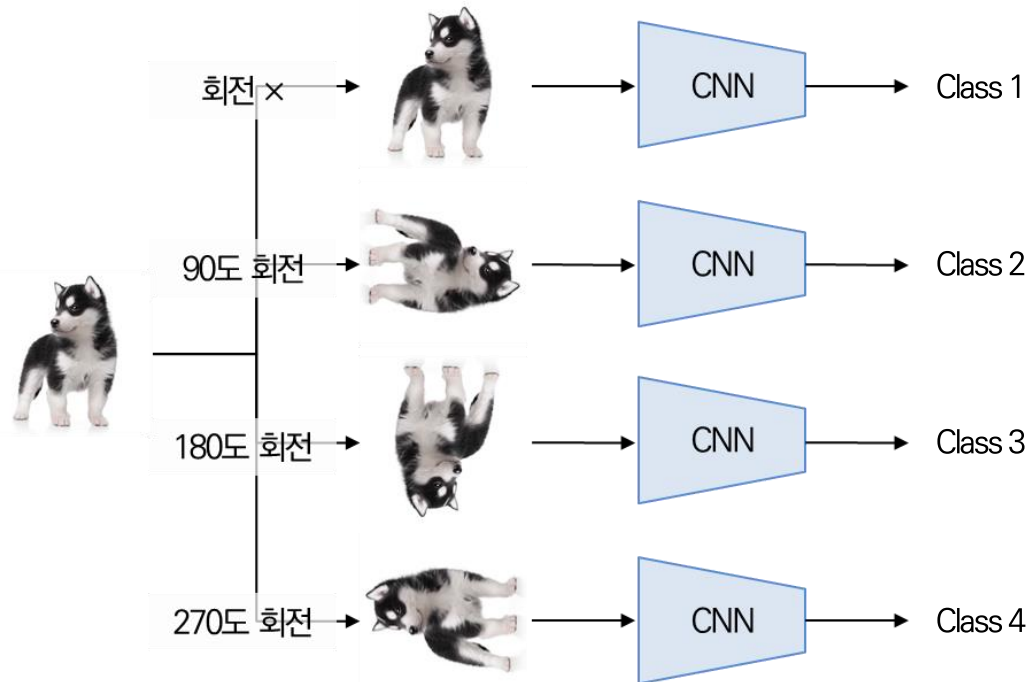 회전 ×
CNN
Class 1
90도 회전
CNN
Class 2
180도 회전
CNN
Class 3
270도 회전
CNN
Class 4